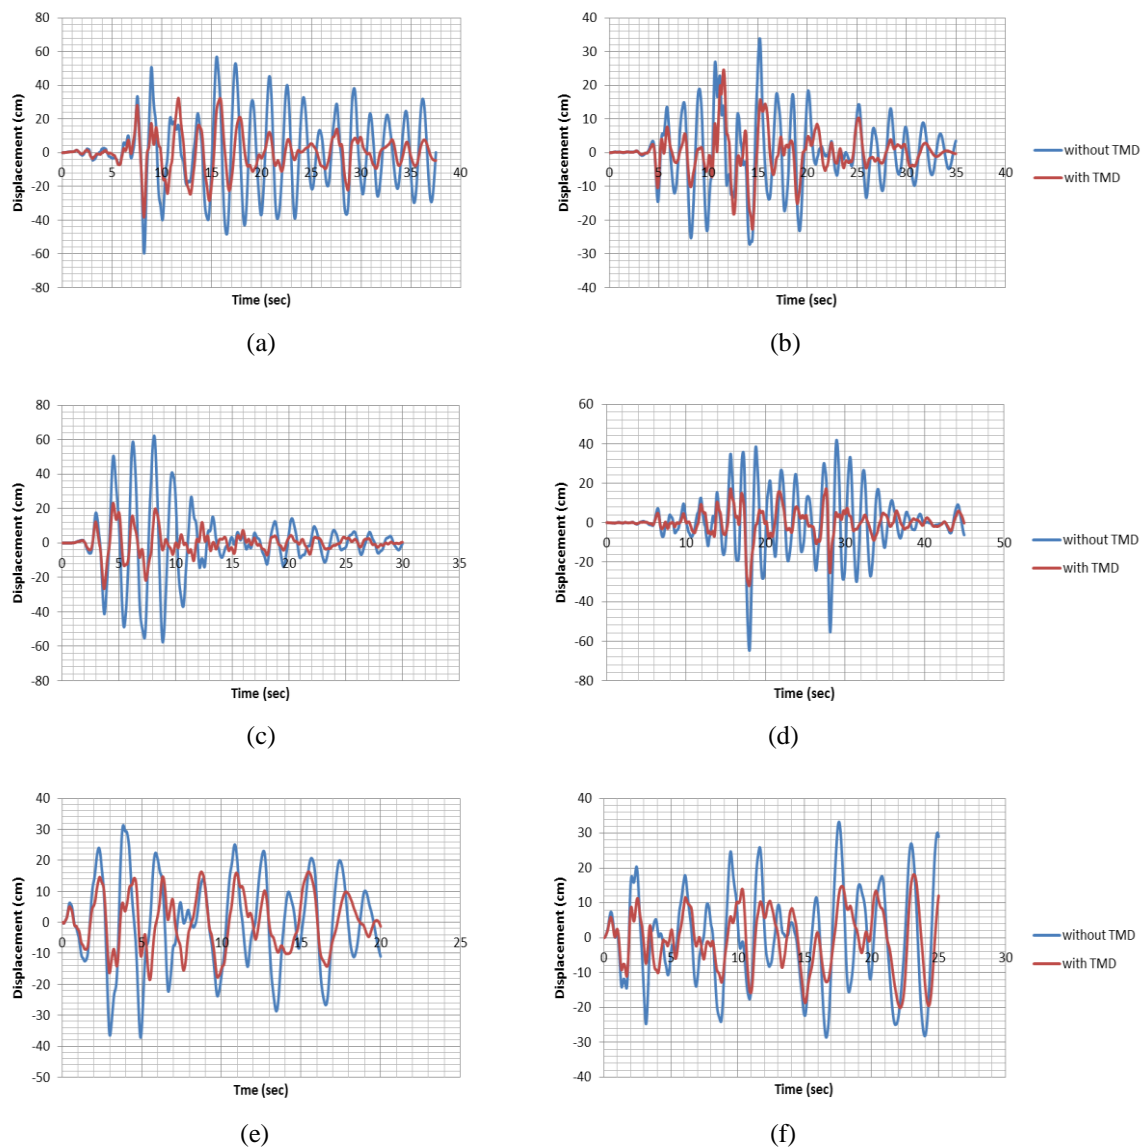 80
60
40
20
0
-20
-40
-60
-80
0 5 10 15 20 25 30 35 40
Displacement (cm)
Time (sec)
(a)
40
30
20
10
0
-10
-20
-30
-40
0 5 10 15 20 25 30 35
Displacement (cm)
Time (sec)
without TMD
with TMD
(b)
80
60
40
20
0
-20
-40
-60
-80
0 5 10 15 20 25 30 35
Displacement (cm)
Time (sec)
(c)
60
40
20
0
-20
-40
-60
-80
0 10 20 30 40 50
Displacement (cm)
Time (sec)
without TMD
with TMD
(d)
40
30
20
10
0
-10
-20
-30
-40
-50
0 5 10 15 20 25
Displacement (cm)
Tme (sec)
(e)
40
30
20
10
0
-10
-20
-30
-40
0 5 10 15 20 25 30
Displacement (cm)
Time (sec)
without TMD
with TMD
(f)